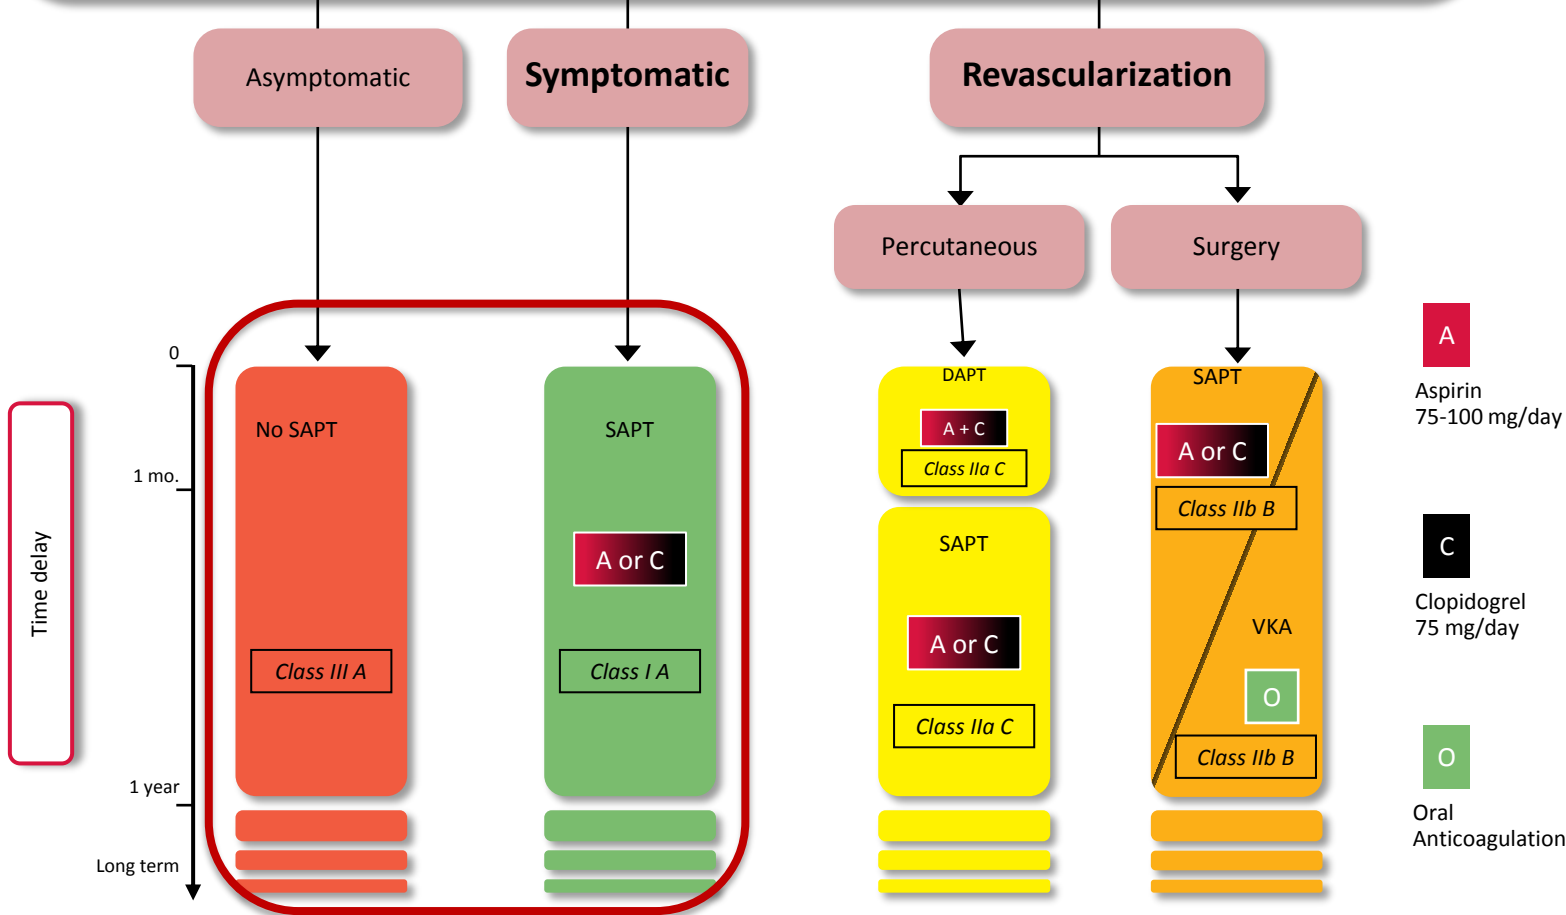 Asymptomatic
Symptomatic
Revascularization
Percutaneous
Surgery
Time delay
0
1 mo.
1 year
Long term
No SAPT
Class III A
SAPT
A or C
Class I A
DAPT
A + C
Class IIa C
SAPT
A or C
Class IIa C
SAPT
A or C
Class IIb B
VKA
O
Class IIb B
A
Aspirin
75-100 mg/day
C
Clopidogrel
75 mg/day
O
Oral
Anticoagulation